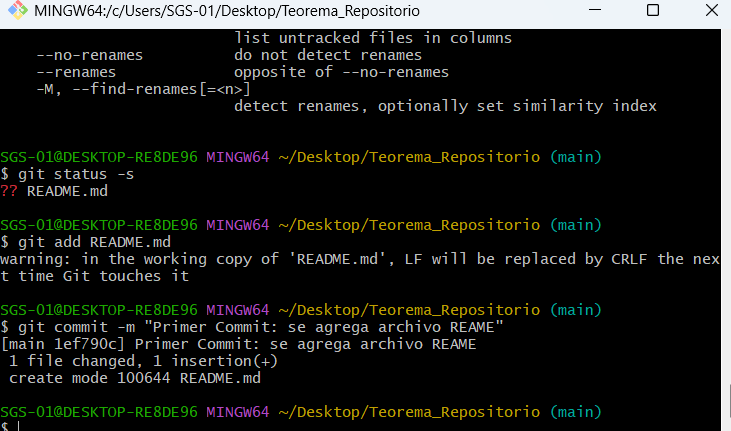 MINGW64:/c/Users/SGS-01/Desktop/Teorema_Repositorio
list untracked files in columns
--no-renames do not detect renames
--renames opposite of --no-renames
-M, --find-renames[=<n>]
detect renames, optionally set similarity index
SGS-01@DESKTOP-RE8DE96 MINGW64 ~/Desktop/Teorema_Repositorio (main)
$ git status -s
?? README.md
SGS-01@DESKTOP-RE8DE96 MINGW64 ~/Desktop/Teorema_Repositorio (main)
$ git add README.md
warning: in the working copy of 'README.md', LF will be replaced by CRLF the nex
t time Git touches it
SGS-01@DESKTOP-RE8DE96 MINGW64 ~/Desktop/Teorema_Repositorio (main)
$ git commit -m "Primer Commit: se agrega archivo REAME"
[main 1ef790c] Primer Commit: se agrega archivo REAME
1 file changed, 1 insertion(+)
create mode 100644 README.md
SGS-01@DESKTOP-RE8DE96 MINGW64 ~/Desktop/Teorema_Repositorio (main)
$